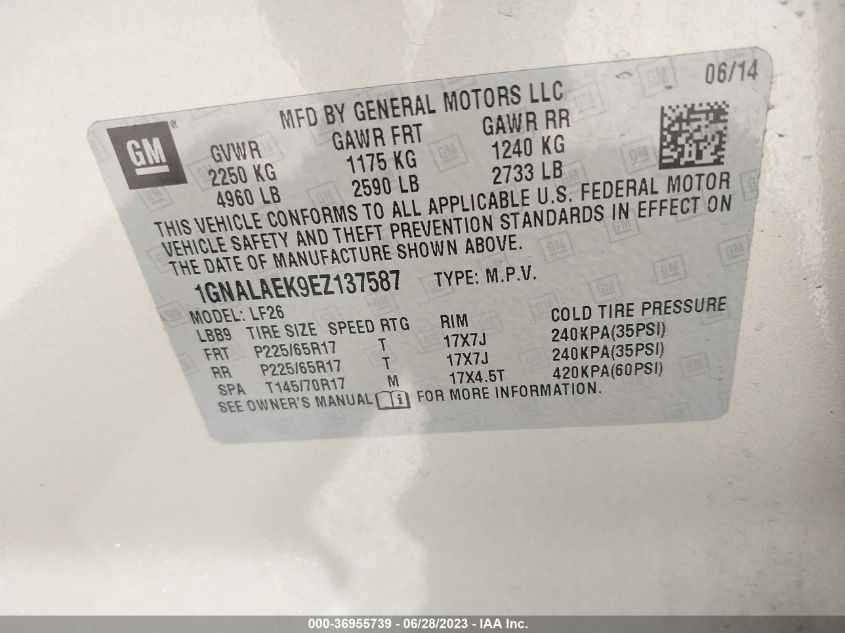 06/14
MFD BY GENERAL MOTORS LLC
GM
GVWR GAWR FRT GAWR RR
2250 KG 1175 KG 1240 KG
4960 LB 2590 LB 2733 LB
THIS VEHICLE CONFORMS TO ALL APPLICABLE U.S. FEDERAL MOTOR
VEHICLE SAFETY AND THEFT PREVENTION STANDARDS IN EFFECT ON
THE DATE OF MANUFACTURE SHOWN ABOVE.
1GNALAEK9EZ137587 TYPE: M.P.V.
MODEL: LF26
LBB9 TIRE SIZE SPEED RTG RIM COLD TIRE PRESSURE
FRT P225/65R17 T 17X7J 240KPA(35PSI)
RR P225/65R17 T 17X7J 240KPA(35PSI)
SPA T145/70R17 M 17X4.5T 420KPA(60PSI)
SEE OWNER'S MANUAL i FOR MORE INFORMATION.
000-36955739 - 06/28/2023 - IAA Inc.